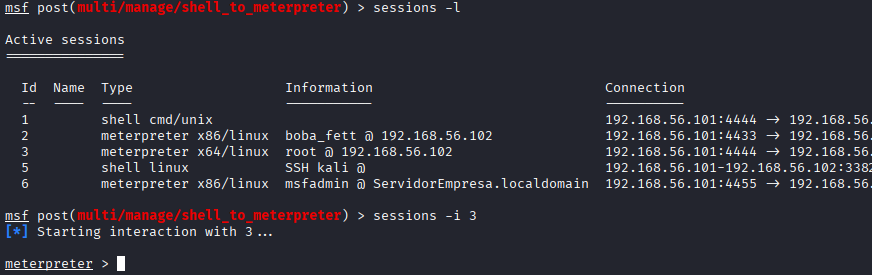 msf post(multi/manage/shell_to_meterpreter) > sessions -l
Active sessions
===============
Id Name Type Information Connection
-- ---- ---- ----------- ----------
1 shell cmd/unix 192.168.56.101:4444 → 192.168.56.
2 meterpreter x86/linux boba_fett @ 192.168.56.102 192.168.56.101:4433 → 192.168.56.
3 meterpreter x64/linux root @ 192.168.56.102 192.168.56.101:4444 → 192.168.56.
5 shell linux SSH kali @ 192.168.56.101-192.168.56.102:3382
6 meterpreter x86/linux msfadmin @ ServidorEmpresa.localdomain 192.168.56.101:4455 → 192.168.56.
msf post(multi/manage/shell_to_meterpreter) > sessions -i 3
[*] Starting interaction with 3...
meterpreter >